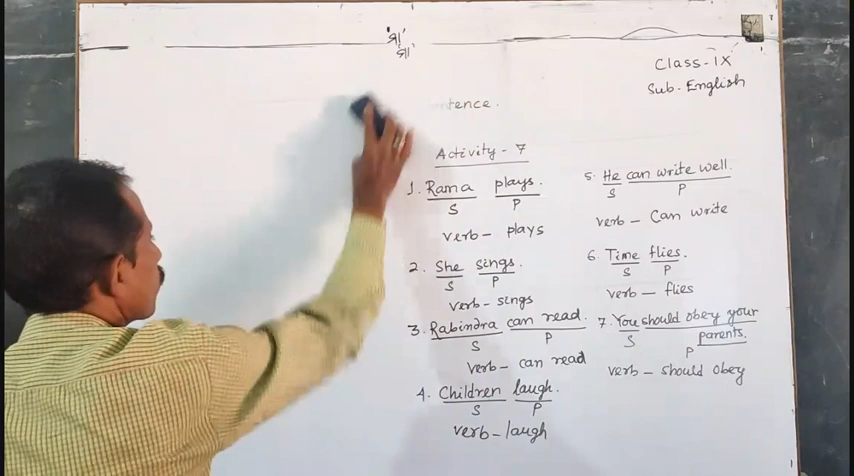 ଶ୍ରୀ
ଶ୍ରୀ
Class-IX
Sub-English
ntence.
Activity-7
1. Rama plays.
S P
verb- plays
2. She sings.
S P
verb- sings
3. Rabindra can read.
S P
verb- can read
4. Children laugh.
S P
verb- laugh
5. He can write well.
S P
verb- Can write
6. Time flies.
S P
verb- flies
7. You should obey your
S parents.
P
verb- should obey